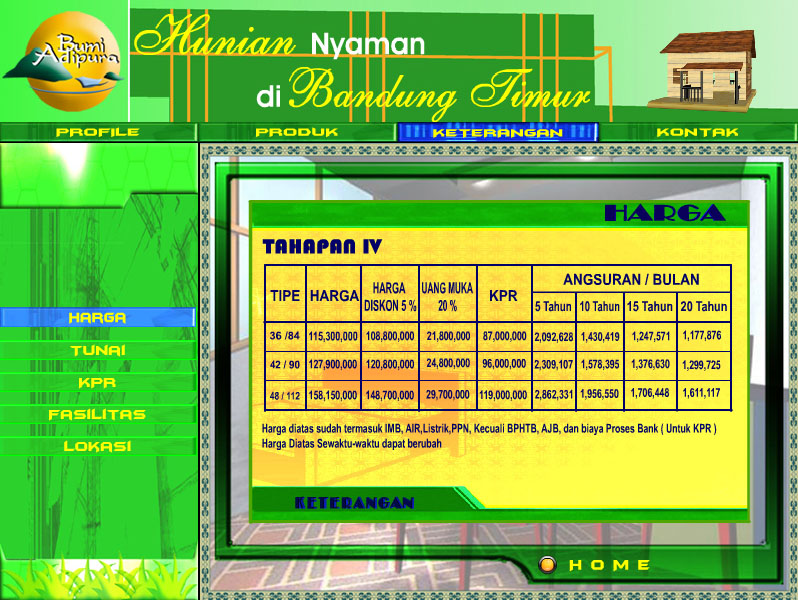 Bumi
Adipura
Hunian Nyaman
di Bandung Timur
PROFILE PRODUK KETERANGAN KONTAK
HARGA
TUNAI
KPR
FASILITAS
LOKASI
HARGA
TAHAPAN IV
TIPE HARGA HARGA DISKON 5 % UANG MUKA 20 % KPR ANGSURAN / BULAN
5 Tahun 10 Tahun 15 Tahun 20 Tahun
36 /84 115,300,000 108,800,000 21,800,000 87,000,000 2,092,628 1,430,419 1,247,571 1,177,876
42 / 90 127,900,000 120,800,000 24,800,000 96,000,000 2,309,107 1,578,395 1,376,630 1,299,725
48 / 112 158,150,000 148,700,000 29,700,000 119,000,000 2,862,331 1,956,550 1,706,448 1,611,117
Harga diatas sudah termasuk IMB, AIR,Listrik,PPN, Kecuali BPHTB, AJB, dan biaya Proses Bank ( Untuk KPR )
Harga Diatas Sewaktu-waktu dapat berubah
KETERANGAN
HOME